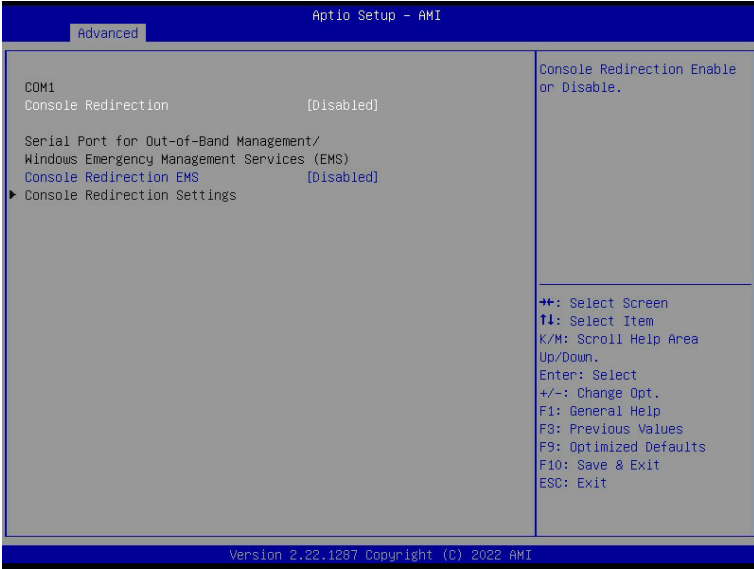 Aptio Setup – AMI
Advanced
COM1
Console Redirection [Disabled]
Serial Port for Out-of-Band Management/
Windows Emergency Management Services (EMS)
Console Redirection EMS [Disabled]
▶ Console Redirection Settings
Console Redirection Enable
or Disable.
→←: Select Screen
↑↓: Select Item
K/M: Scroll Help Area
Up/Down.
Enter: Select
+/-: Change Opt.
F1: General Help
F3: Previous Values
F9: Optimized Defaults
F10: Save & Exit
ESC: Exit
Version 2.22.1287 Copyright (C) 2022 AMI